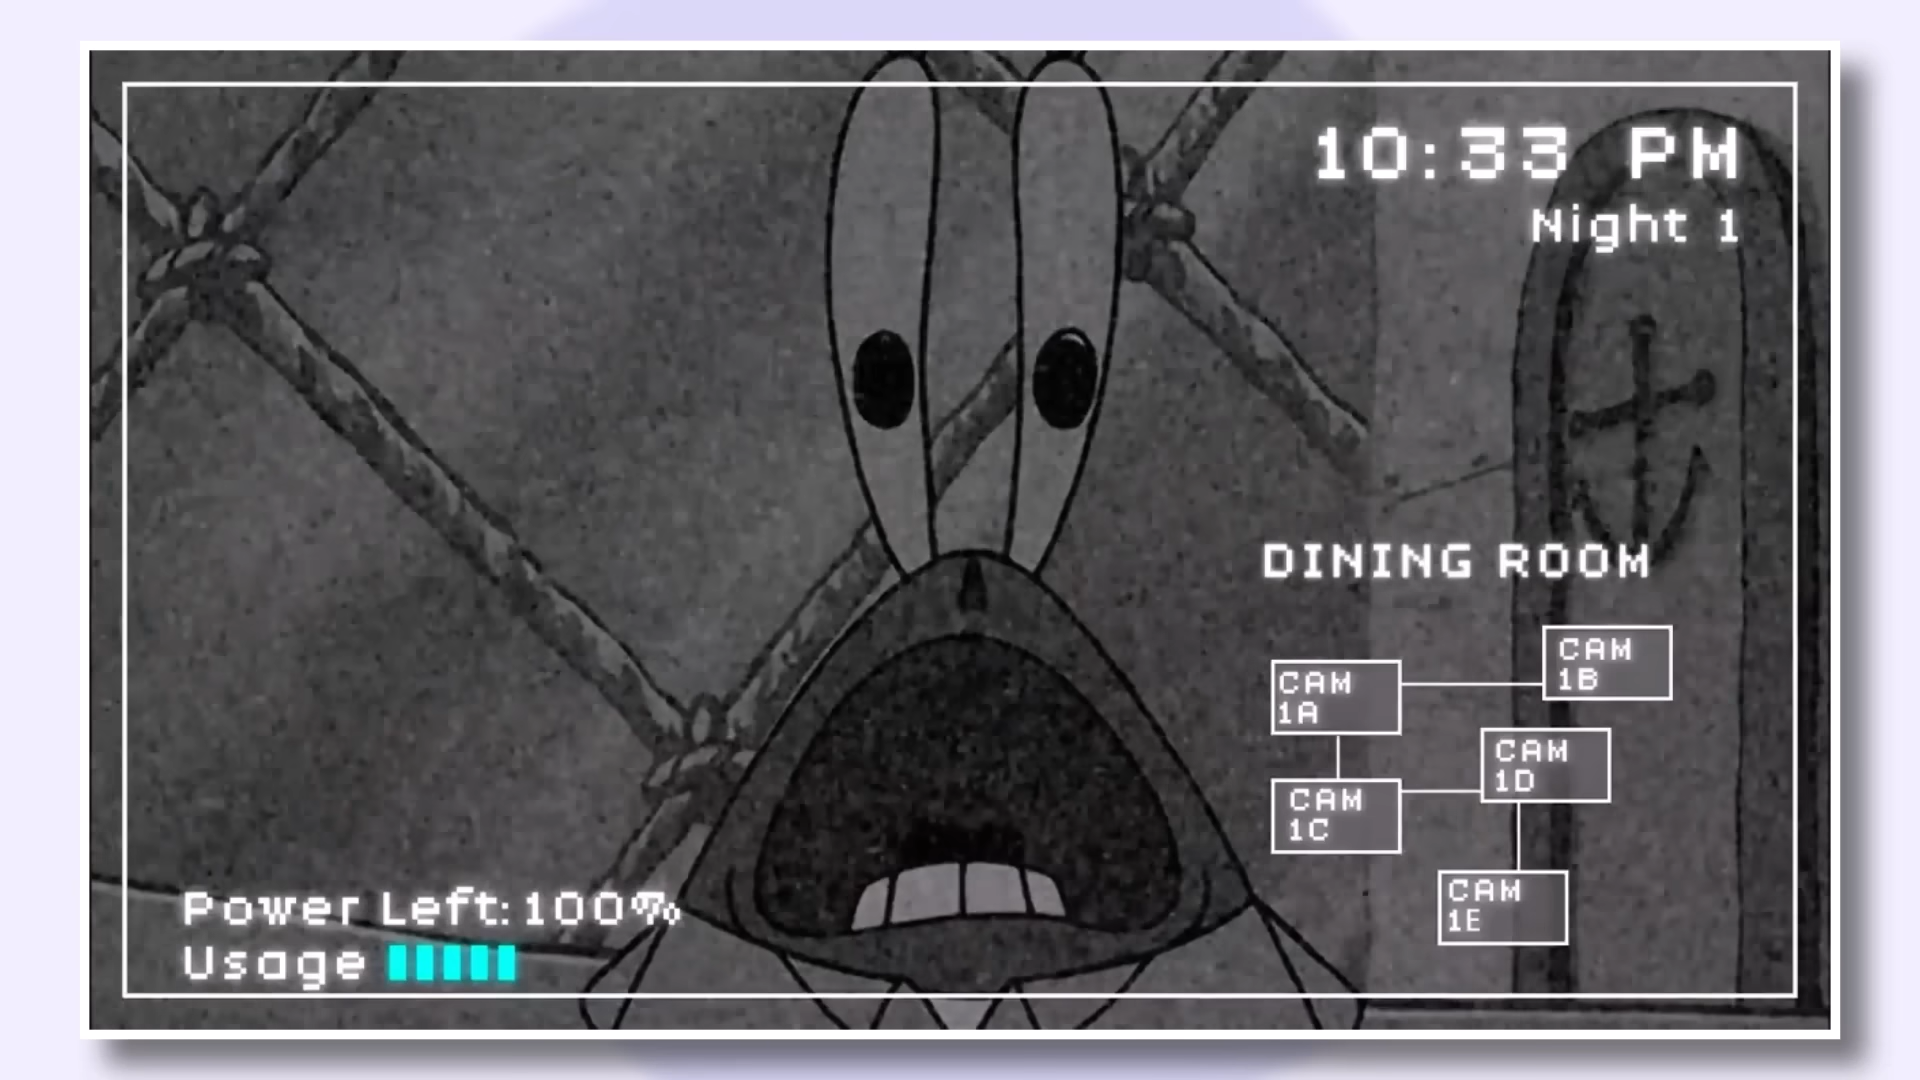 10:33 PM
Night 1
DINING ROOM
CAM
1B
CAM
1A
CAM
1D
CAM
1C
CAM
1E
Power Left: 100%
Usage